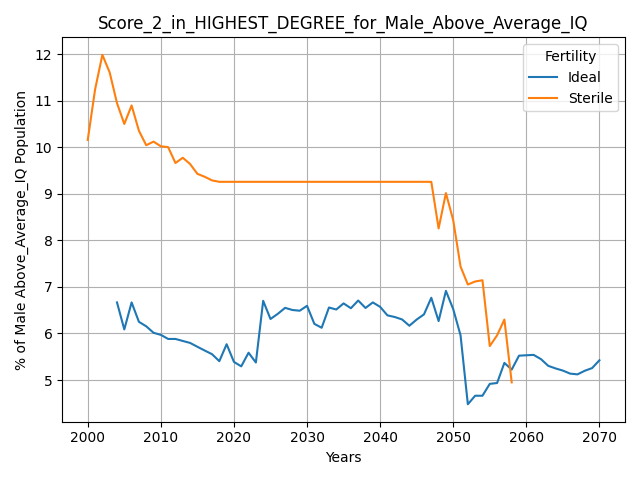 Score_2_in_HIGHEST_DEGREE_for_Male_Above_Average_IQ
% of Male Above_Average_IQ Population
12
11
10
9
8
7
6
5
Fertility
Ideal
Sterile
2000 2010 2020 2030 2040 2050 2060 2070
Years